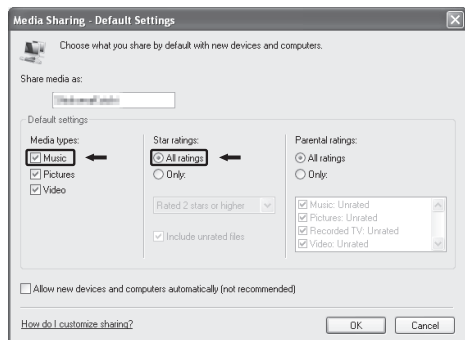 Media Sharing - Default Settings
Choose what you share by default with new devices and computers.
Share media as:
Default settings
Media types:
Music
Pictures
Video
Star ratings:
All ratings
Only:
Rated 2 stars or higher
Include unrated files
Parental ratings:
All ratings
Only:
Music: Unrated
Pictures: Unrated
Recorded TV: Unrated
Video: Unrated
Allow new devices and computers automatically (not recommended)
How do I customize sharing?
OK
Cancel